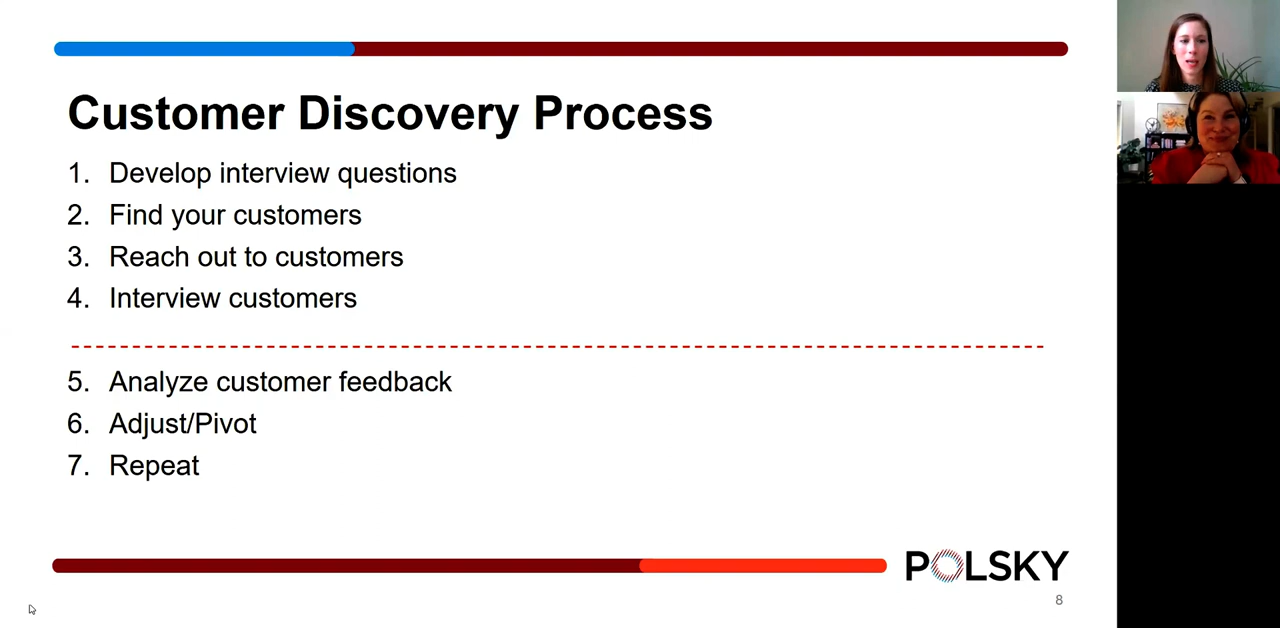 Customer Discovery Process
1. Develop interview questions
2. Find your customers
3. Reach out to customers
4. Interview customers
5. Analyze customer feedback
6. Adjust/Pivot
7. Repeat
POLSKY
8